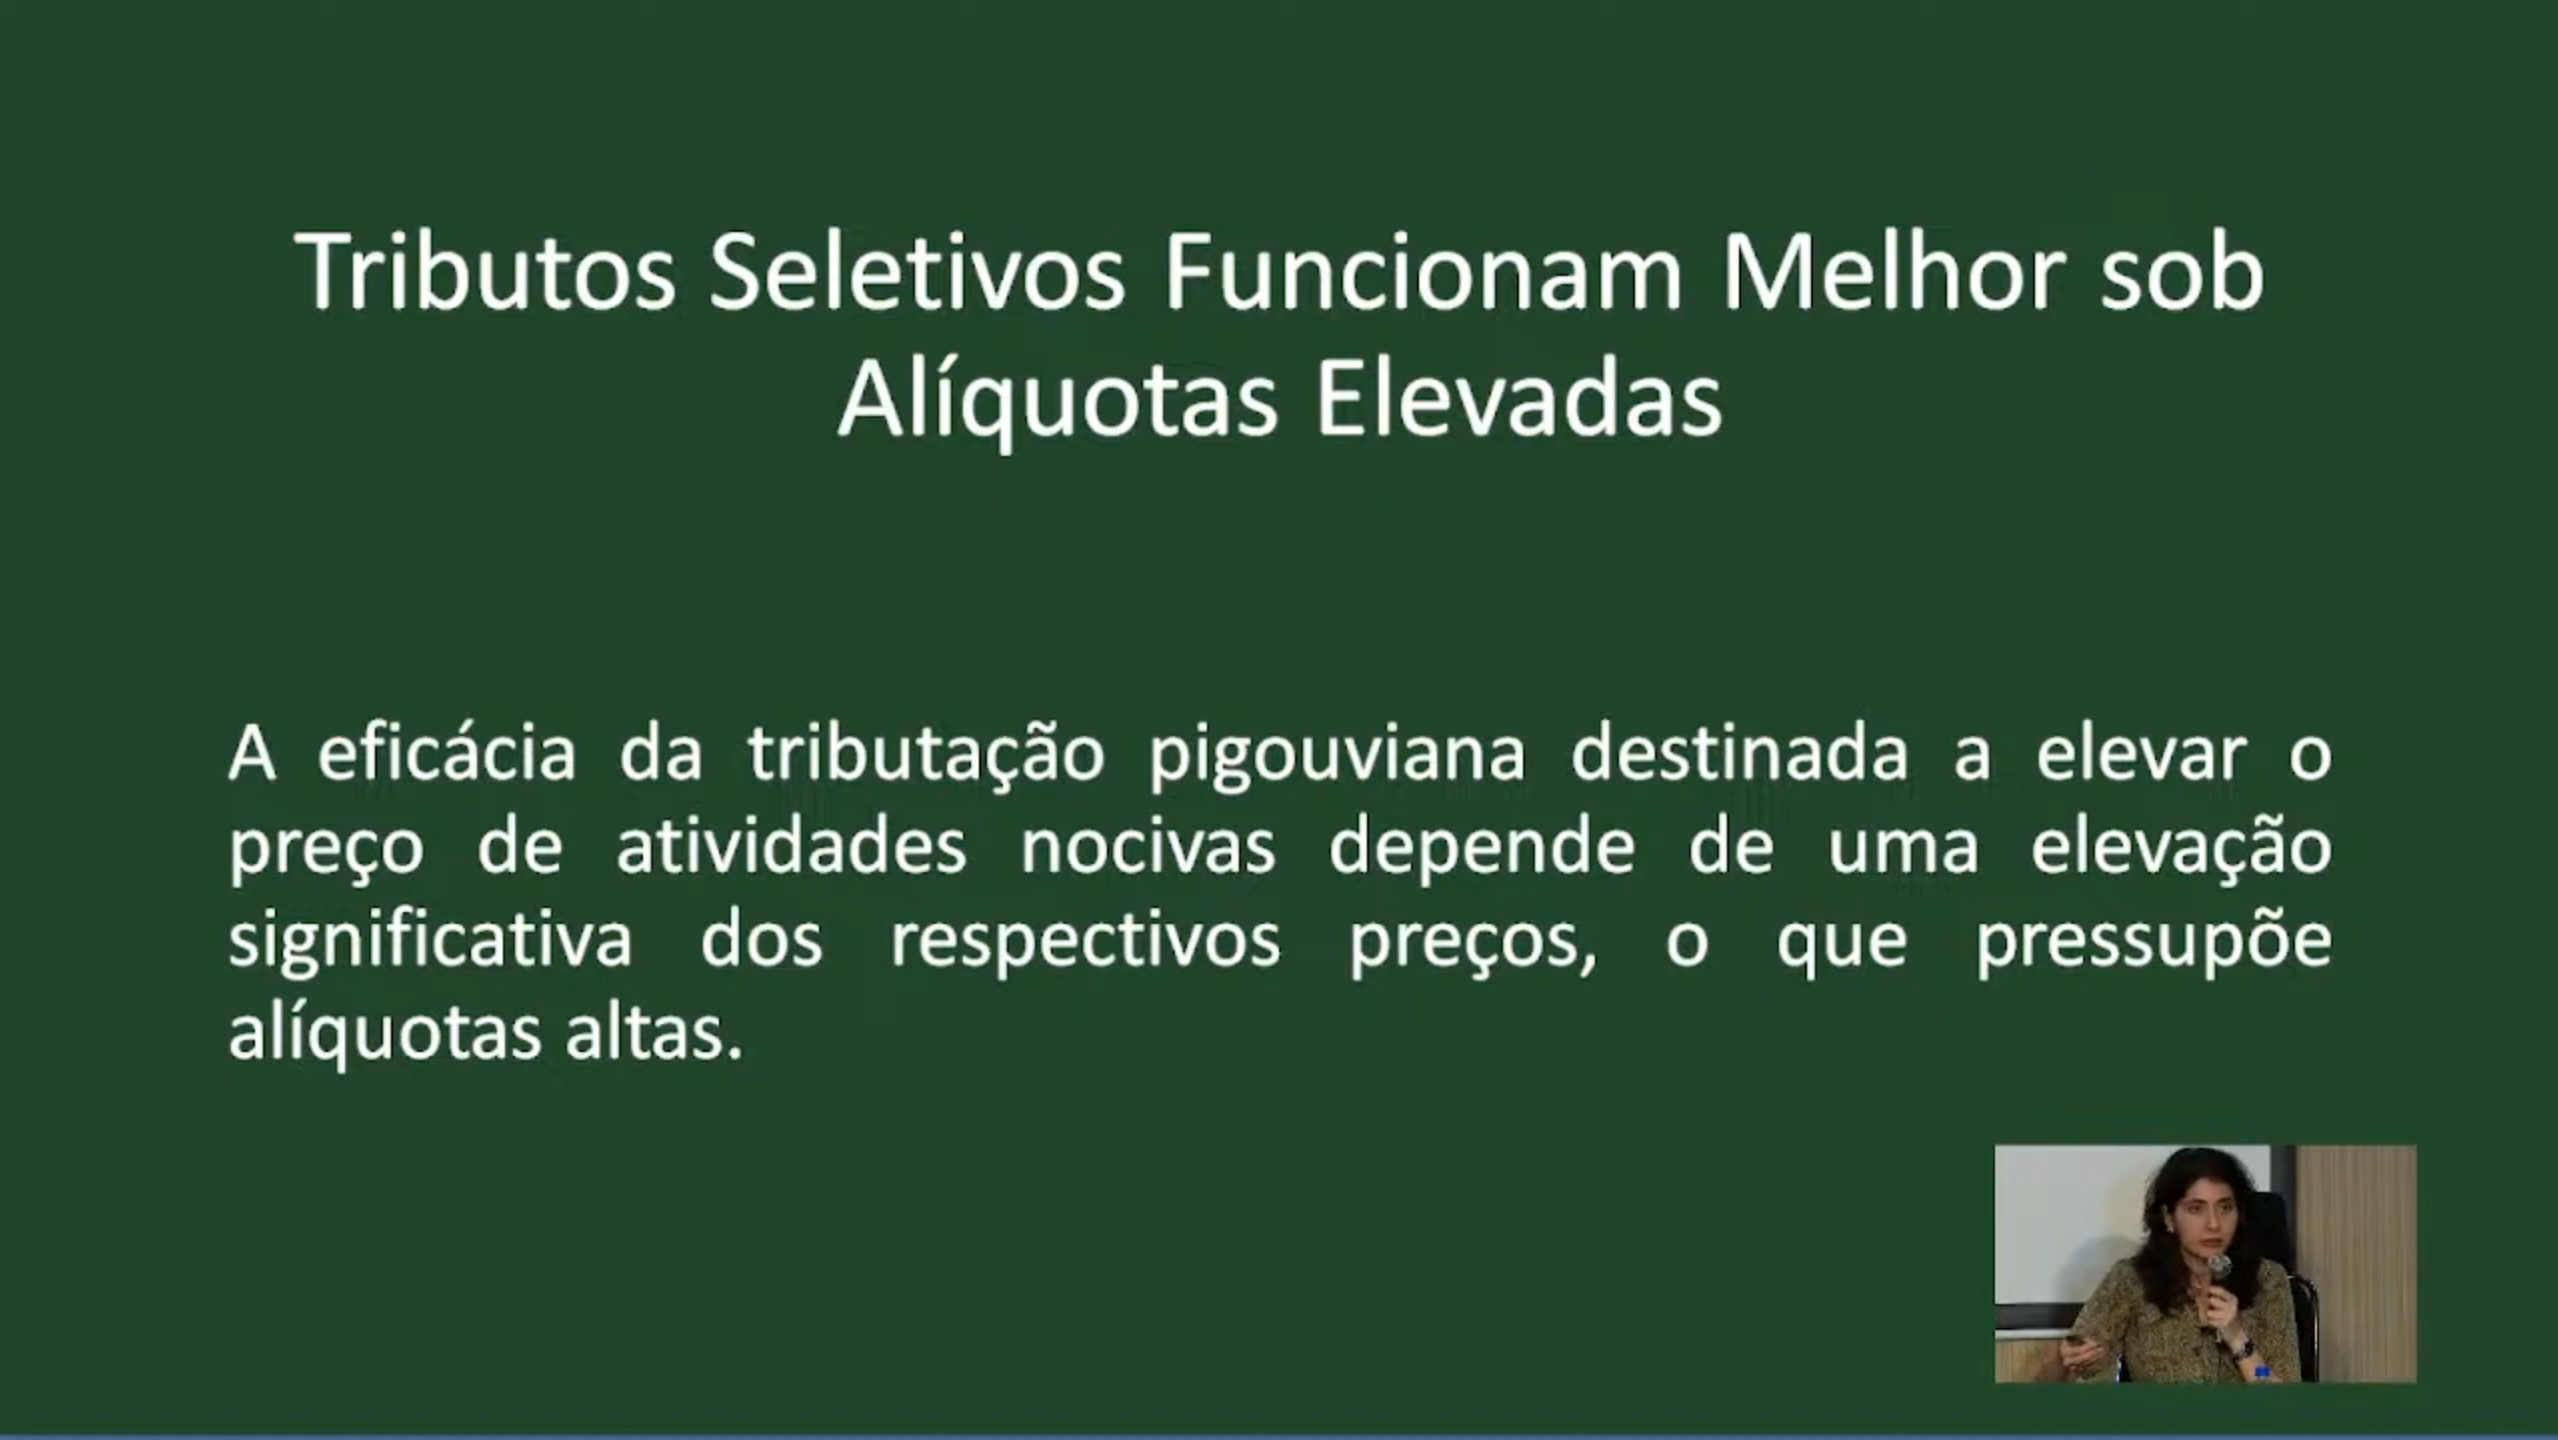 Tributos Seletivos Funcionam Melhor sob
Alíquotas Elevadas
A eficácia da tributação pigouviana destinada a elevar o
preço de atividades nocivas depende de uma elevação
significativa dos respectivos preços, o que pressupõe
alíquotas altas.